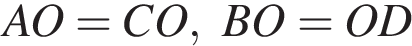 AO = CO, BO = OD